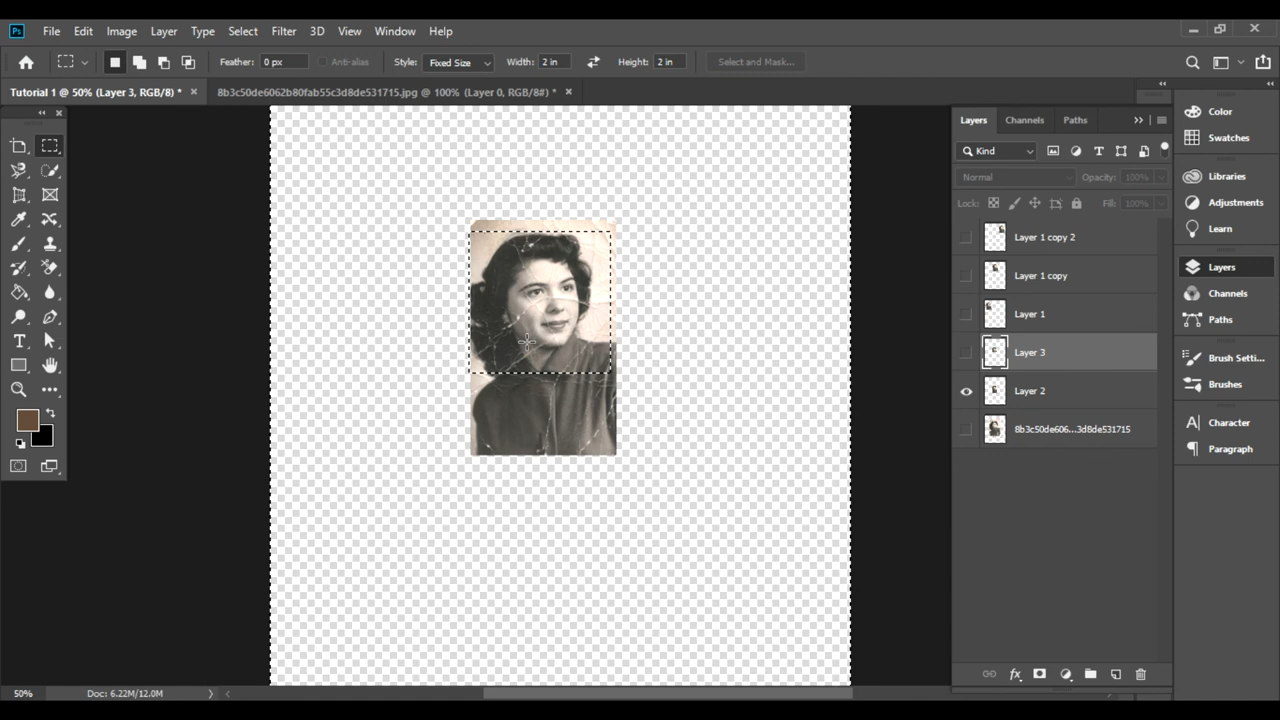 Ps File Edit Image Layer Type Select Filter 3D View Window Help
Feather: 0 px Anti-alias Style: Fixed Size Width: 2 in Height: 2 in Select and Mask...
Tutorial 1 @ 50% (Layer 3, RGB/8) * × 8b3c50de6062b80fab55c3d8de531715.jpg @ 100% (Layer 0, RGB/8#) * ×
Layers Channels Paths
Kind
Normal Opacity: 100%
Lock: Fill: 100%
Layer 1 copy 2
Layer 1 copy
Layer 1
Layer 3
Layer 2
8b3c50de606...3d8de531715
Color
Swatches
Libraries
Adjustments
Learn
Layers
Channels
Paths
Brush Setti...
Brushes
Character
Paragraph
50% Doc: 6.22M/12.0M